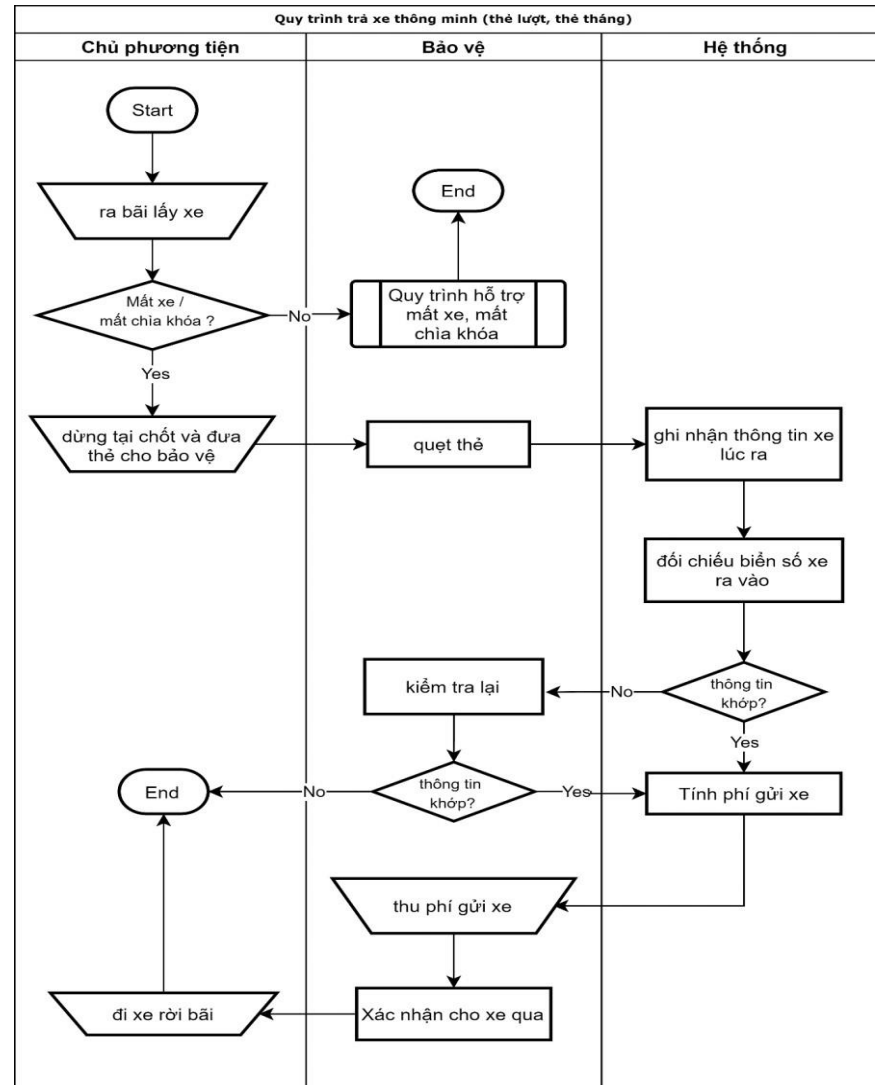 Quy trình trả xe thông minh (thẻ lượt, thẻ tháng)
Chủ phương tiện
Bảo vệ
Hệ thống
Start
ra bãi lấy xe
End
Mất xe /
mất chìa khóa ?
No
Quy trình hỗ trợ
mất xe, mất
chìa khóa
Yes
dừng tại chốt và đưa
thẻ cho bảo vệ
quẹt thẻ
ghi nhận thông tin xe
lúc ra
đối chiếu biển số xe
ra vào
kiểm tra lại
No
thông tin
khớp?
Yes
End
No
thông tin
khớp?
Yes
Tính phí gửi xe
thu phí gửi xe
đi xe rời bãi
Xác nhận cho xe qua